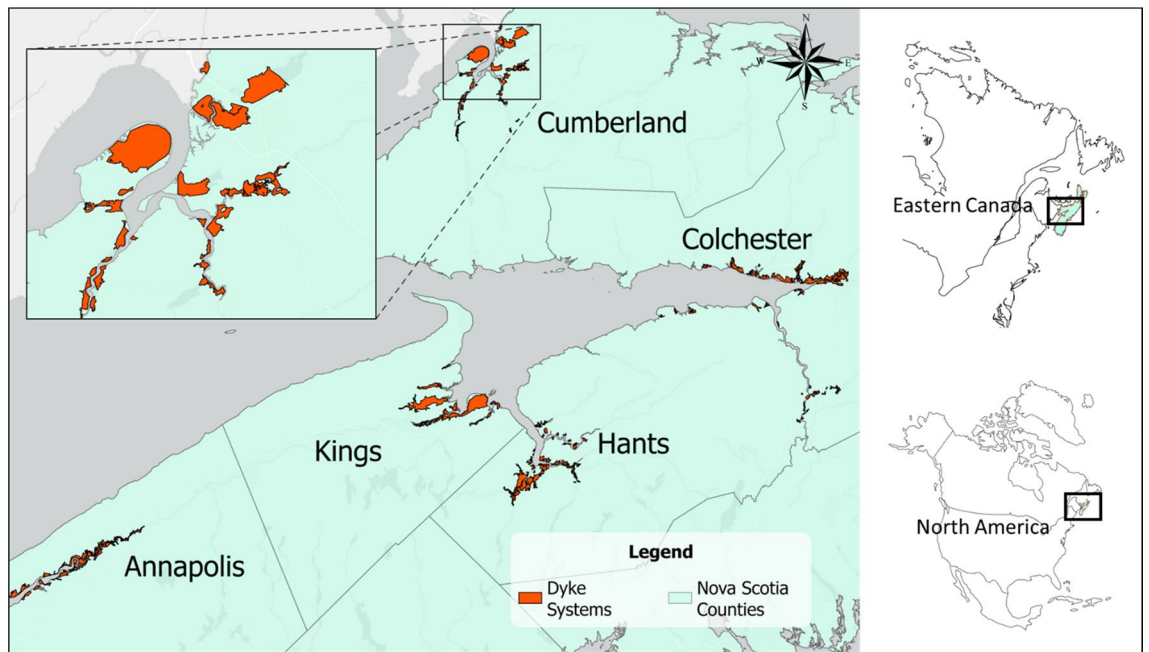 N
W
E
S
Cumberland
Colchester
Kings
Hants
Annapolis
Legend
Dyke
Systems
Nova Scotia
Counties
Eastern Canada
North America